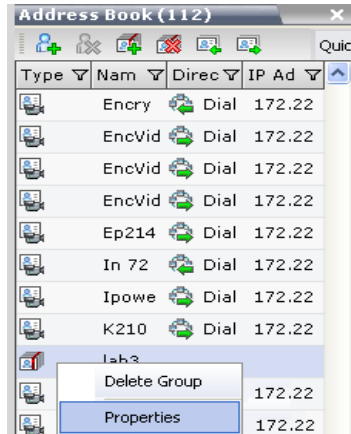 Address Book (112)
Quic
Type Nam Direc IP Ad
Encry Dial 172.22
EncVid Dial 172.22
EncVid Dial 172.22
EncVid Dial 172.22
Ep214 Dial 172.22
In 72 Dial 172.22
Ipowe Dial 172.22
K210 Dial 172.22
lab3
Delete Group
172.22
Properties
172.22